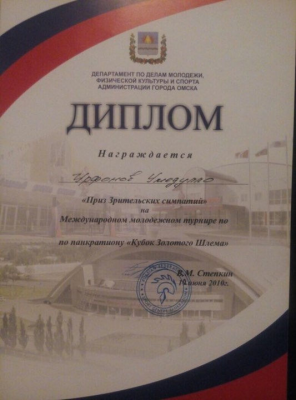 ДЕПАРТАМЕНТ ПО ДЕЛАМ МОЛОДЕЖИ,
ФИЗИЧЕСКОЙ КУЛЬТУРЫ И СПОРТА
АДМИНИСТРАЦИИ ГОРОДА ОМСКА
ДИПЛОМ
Награждается
«Приз Зрительских симпатий»
на
Международном молодежном турнире по
по панкратиону «Кубок Золотого Шлема»
В.М. Степкин
2010г.